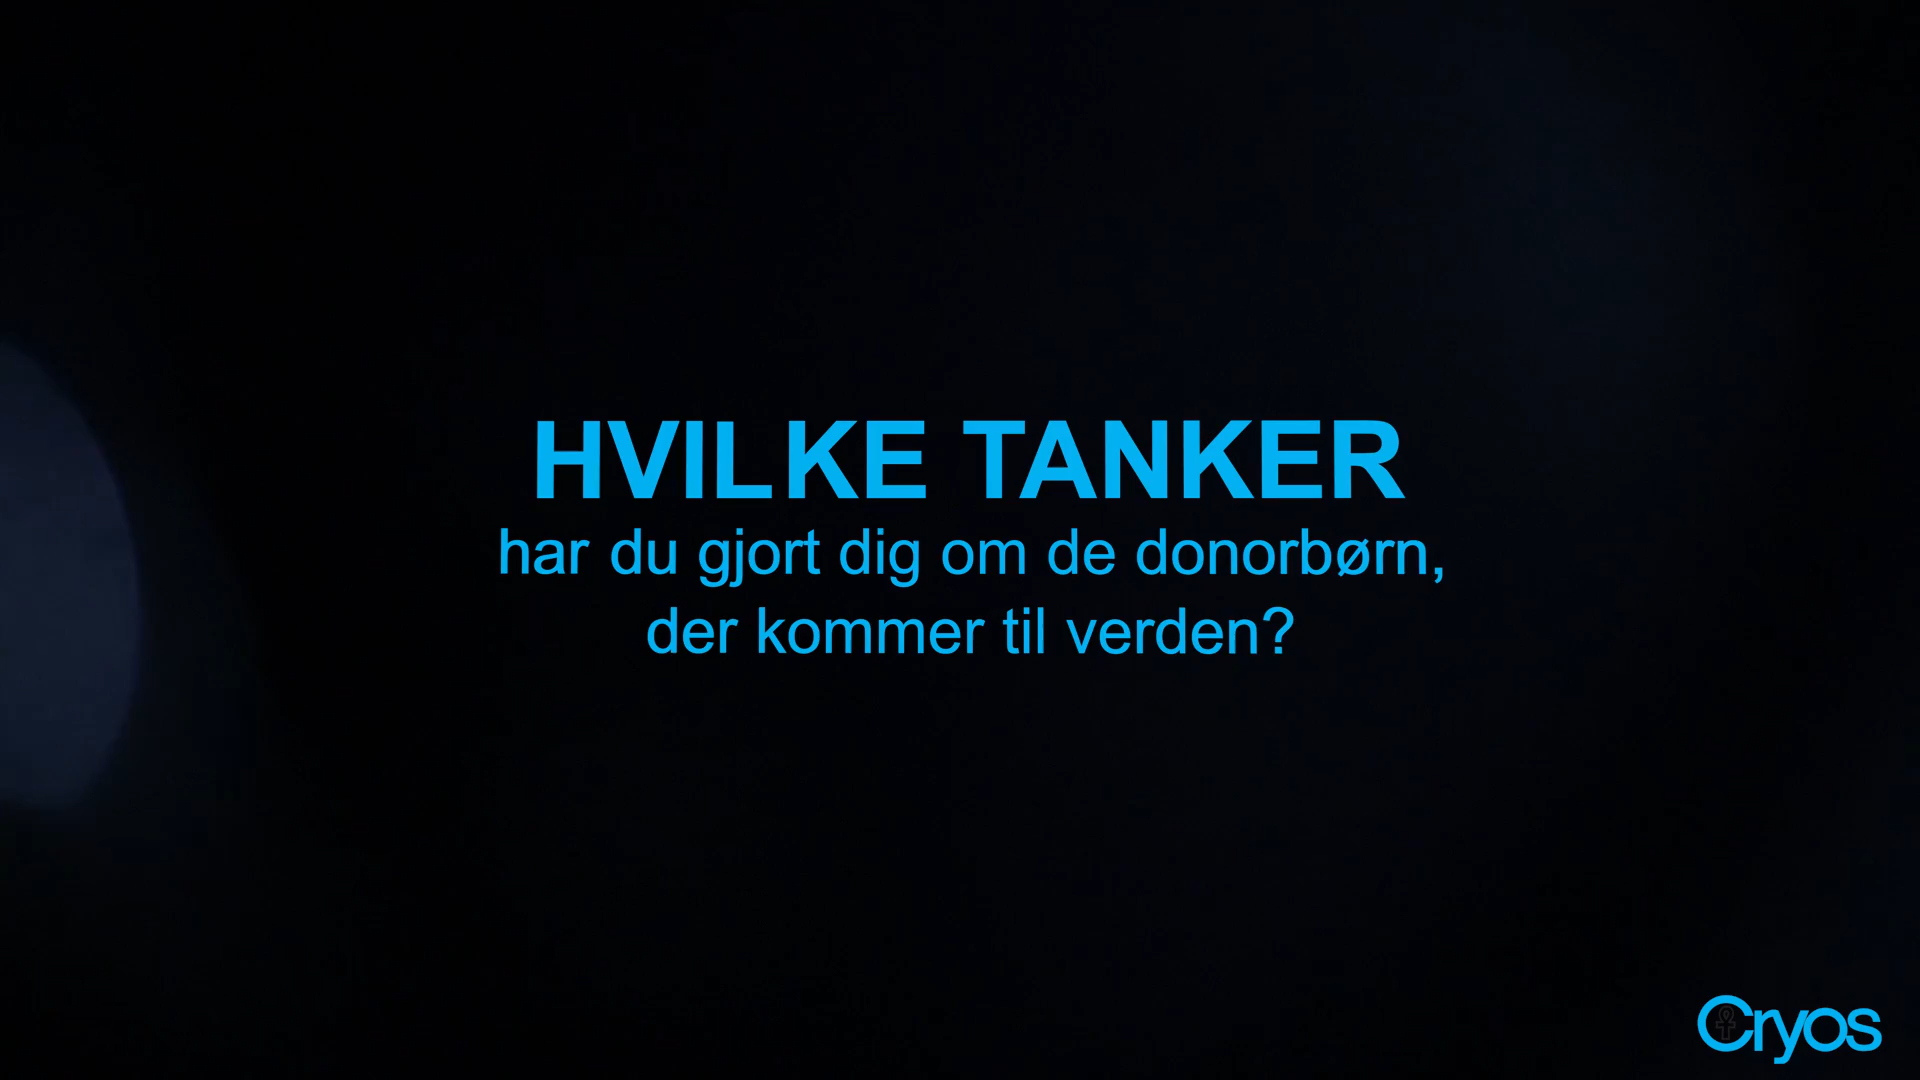 HVILKE TANKER
har du gjort dig om de donorbørn,
der kommer til verden?
Cryos